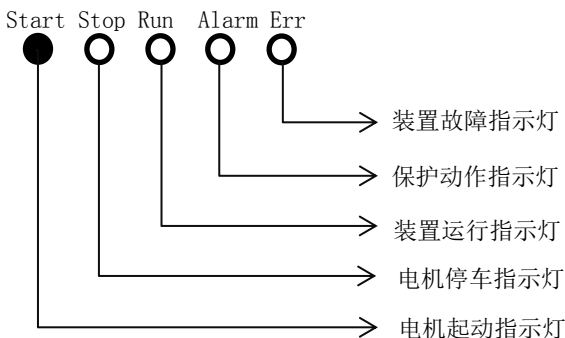 Start Stop Run Alarm Err
装置故障指示灯
保护动作指示灯
装置运行指示灯
电机停车指示灯
电机起动指示灯